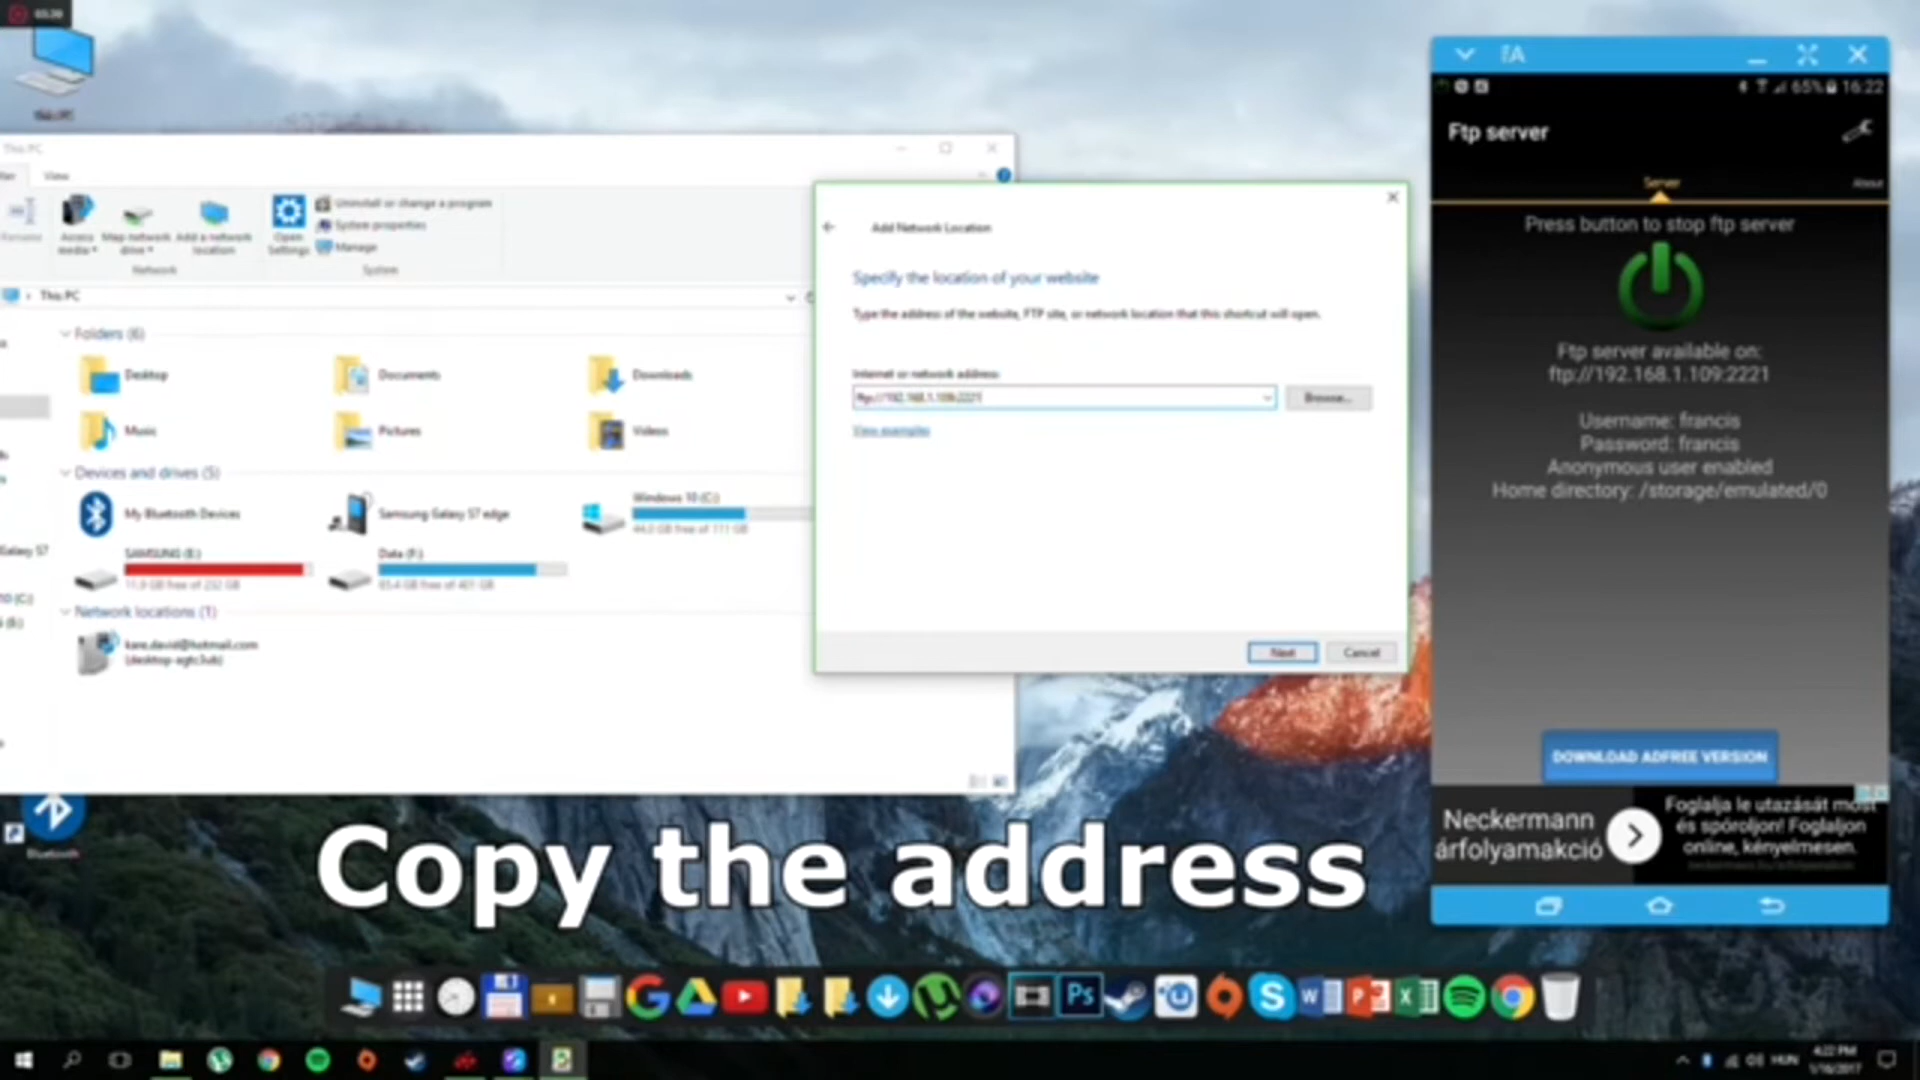 This PC
View
Access media
Map network drive
Add a network location
Open Settings
Uninstall or change a program
System properties
Manage
Network
System
This PC
Folders (6)
Desktop
Documents
Downloads
Music
Pictures
Videos
Devices and drives (5)
My Bluetooth Devices
Samsung Galaxy S7 edge
Windows 10 (C:)
44.0 GB free of 111 GB
SAMSUNG (E:)
11.9 GB free of 232 GB
Data (F:)
65.4 GB free of 401 GB
Network locations (1)
Galaxy S7
Add Network Location
Specify the location of your website
Type the address of the website, FTP site, or network location that this shortcut will open.
Internet or network address:
ftp://192.168.1.109:2221
Browse...
View examples
Next
Cancel
65% 16:22
Ftp server
Server
About
Press button to stop ftp server
Ftp server available on:
ftp://192.168.1.109:2221
Username: francis
Password: francis
Anonymous user enabled
Home directory: /storage/emulated/0
DOWNLOAD ADFREE VERSION
Neckermann
árfolyamakció
Foglalja le utazását most
és spóroljon! Foglaljon
online, kényelmesen.
Bluetooth
Copy the address
Ps
HUN
4:22 PM
1/16/2017